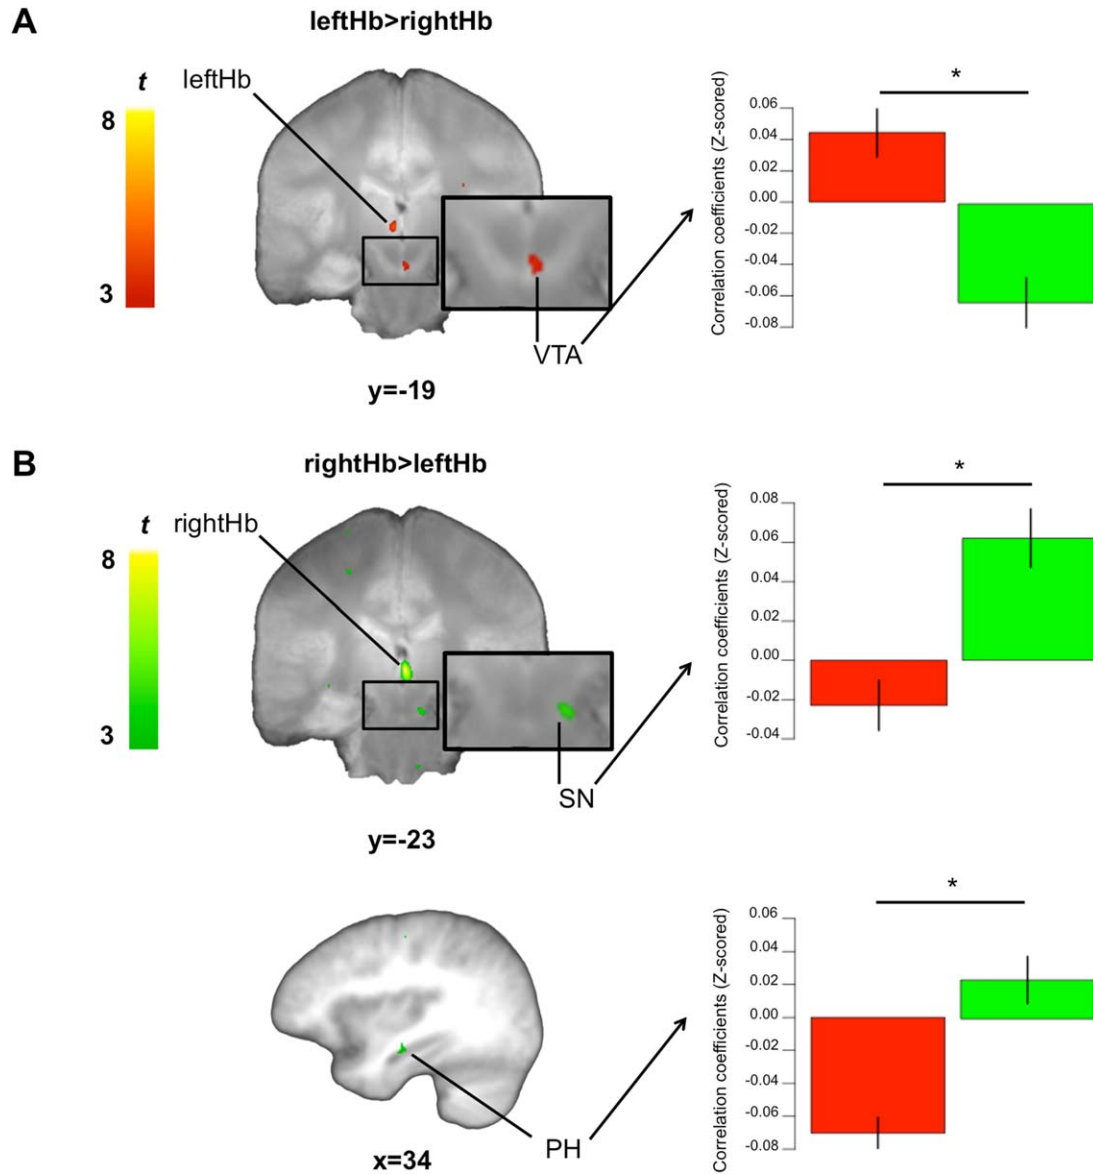 A
leftHb>rightHb
t
8
3
leftHb
VTA
y=-19
*
Correlation coefficients (Z-scored)
0.06
0.04
0.02
0.00
-0.02
-0.04
-0.06
-0.08
B
rightHb>leftHb
t
8
3
rightHb
SN
y=-23
*
Correlation coefficients (Z-scored)
0.08
0.06
0.04
0.02
0.00
-0.02
-0.04
PH
x=34
*
Correlation coefficients (Z-scored)
0.06
0.04
0.02
0.00
-0.04
-0.06
-0.08